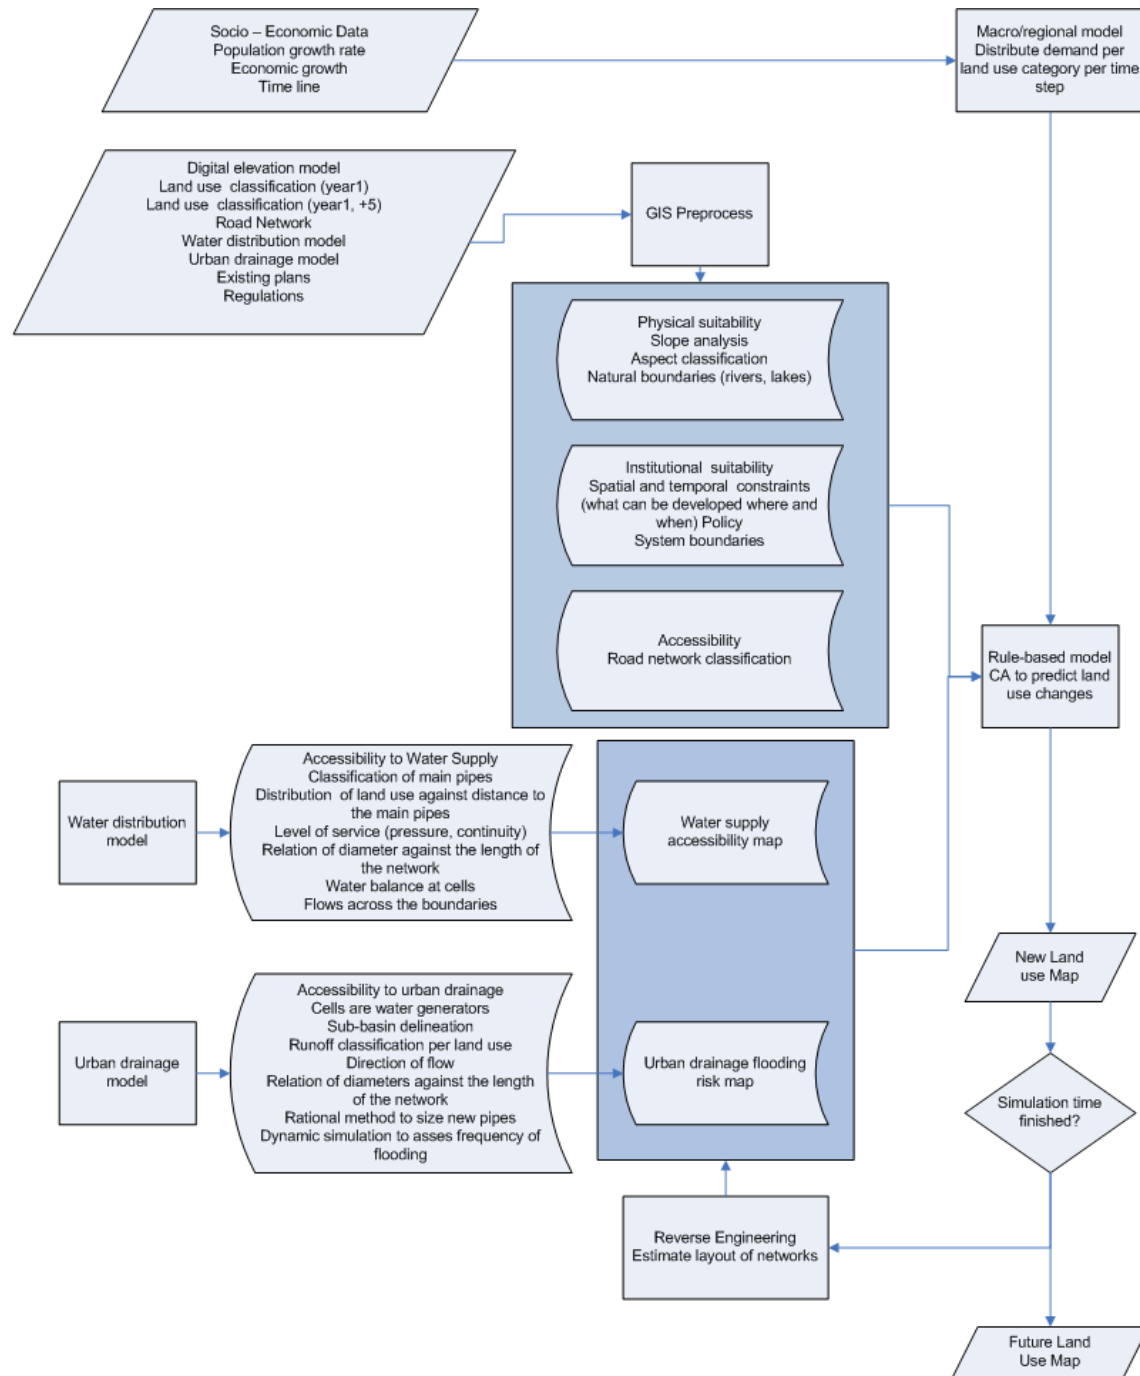 Socio – Economic Data
Population growth rate
Economic growth
Time line
Macro/regional model
Distribute demand per
land use category per time
step
Digital elevation model
Land use classification (year1)
Land use classification (year1, +5)
Road Network
Water distribution model
Urban drainage model
Existing plans
Regulations
GIS Preprocess
Physical suitability
Slope analysis
Aspect classification
Natural boundaries (rivers, lakes)
Institutional suitability
Spatial and temporal constraints
(what can be developed where and
when) Policy
System boundaries
Accessibility
Road network classification
Rule-based model
CA to predict land
use changes
Water distribution
model
Accessibility to Water Supply
Classification of main pipes
Distribution of land use against distance to
the main pipes
Level of service (pressure, continuity)
Relation of diameter against the length of
the network
Water balance at cells
Flows across the boundaries
Water supply
accessibility map
New Land
use Map
Urban drainage
model
Accessibility to urban drainage
Cells are water generators
Sub-basin delineation
Runoff classification per land use
Direction of flow
Relation of diameters against the length
of the network
Rational method to size new pipes
Dynamic simulation to asses frequency of
flooding
Urban drainage flooding
risk map
Simulation time
finished?
Reverse Engineering
Estimate layout of networks
Future Land
Use Map